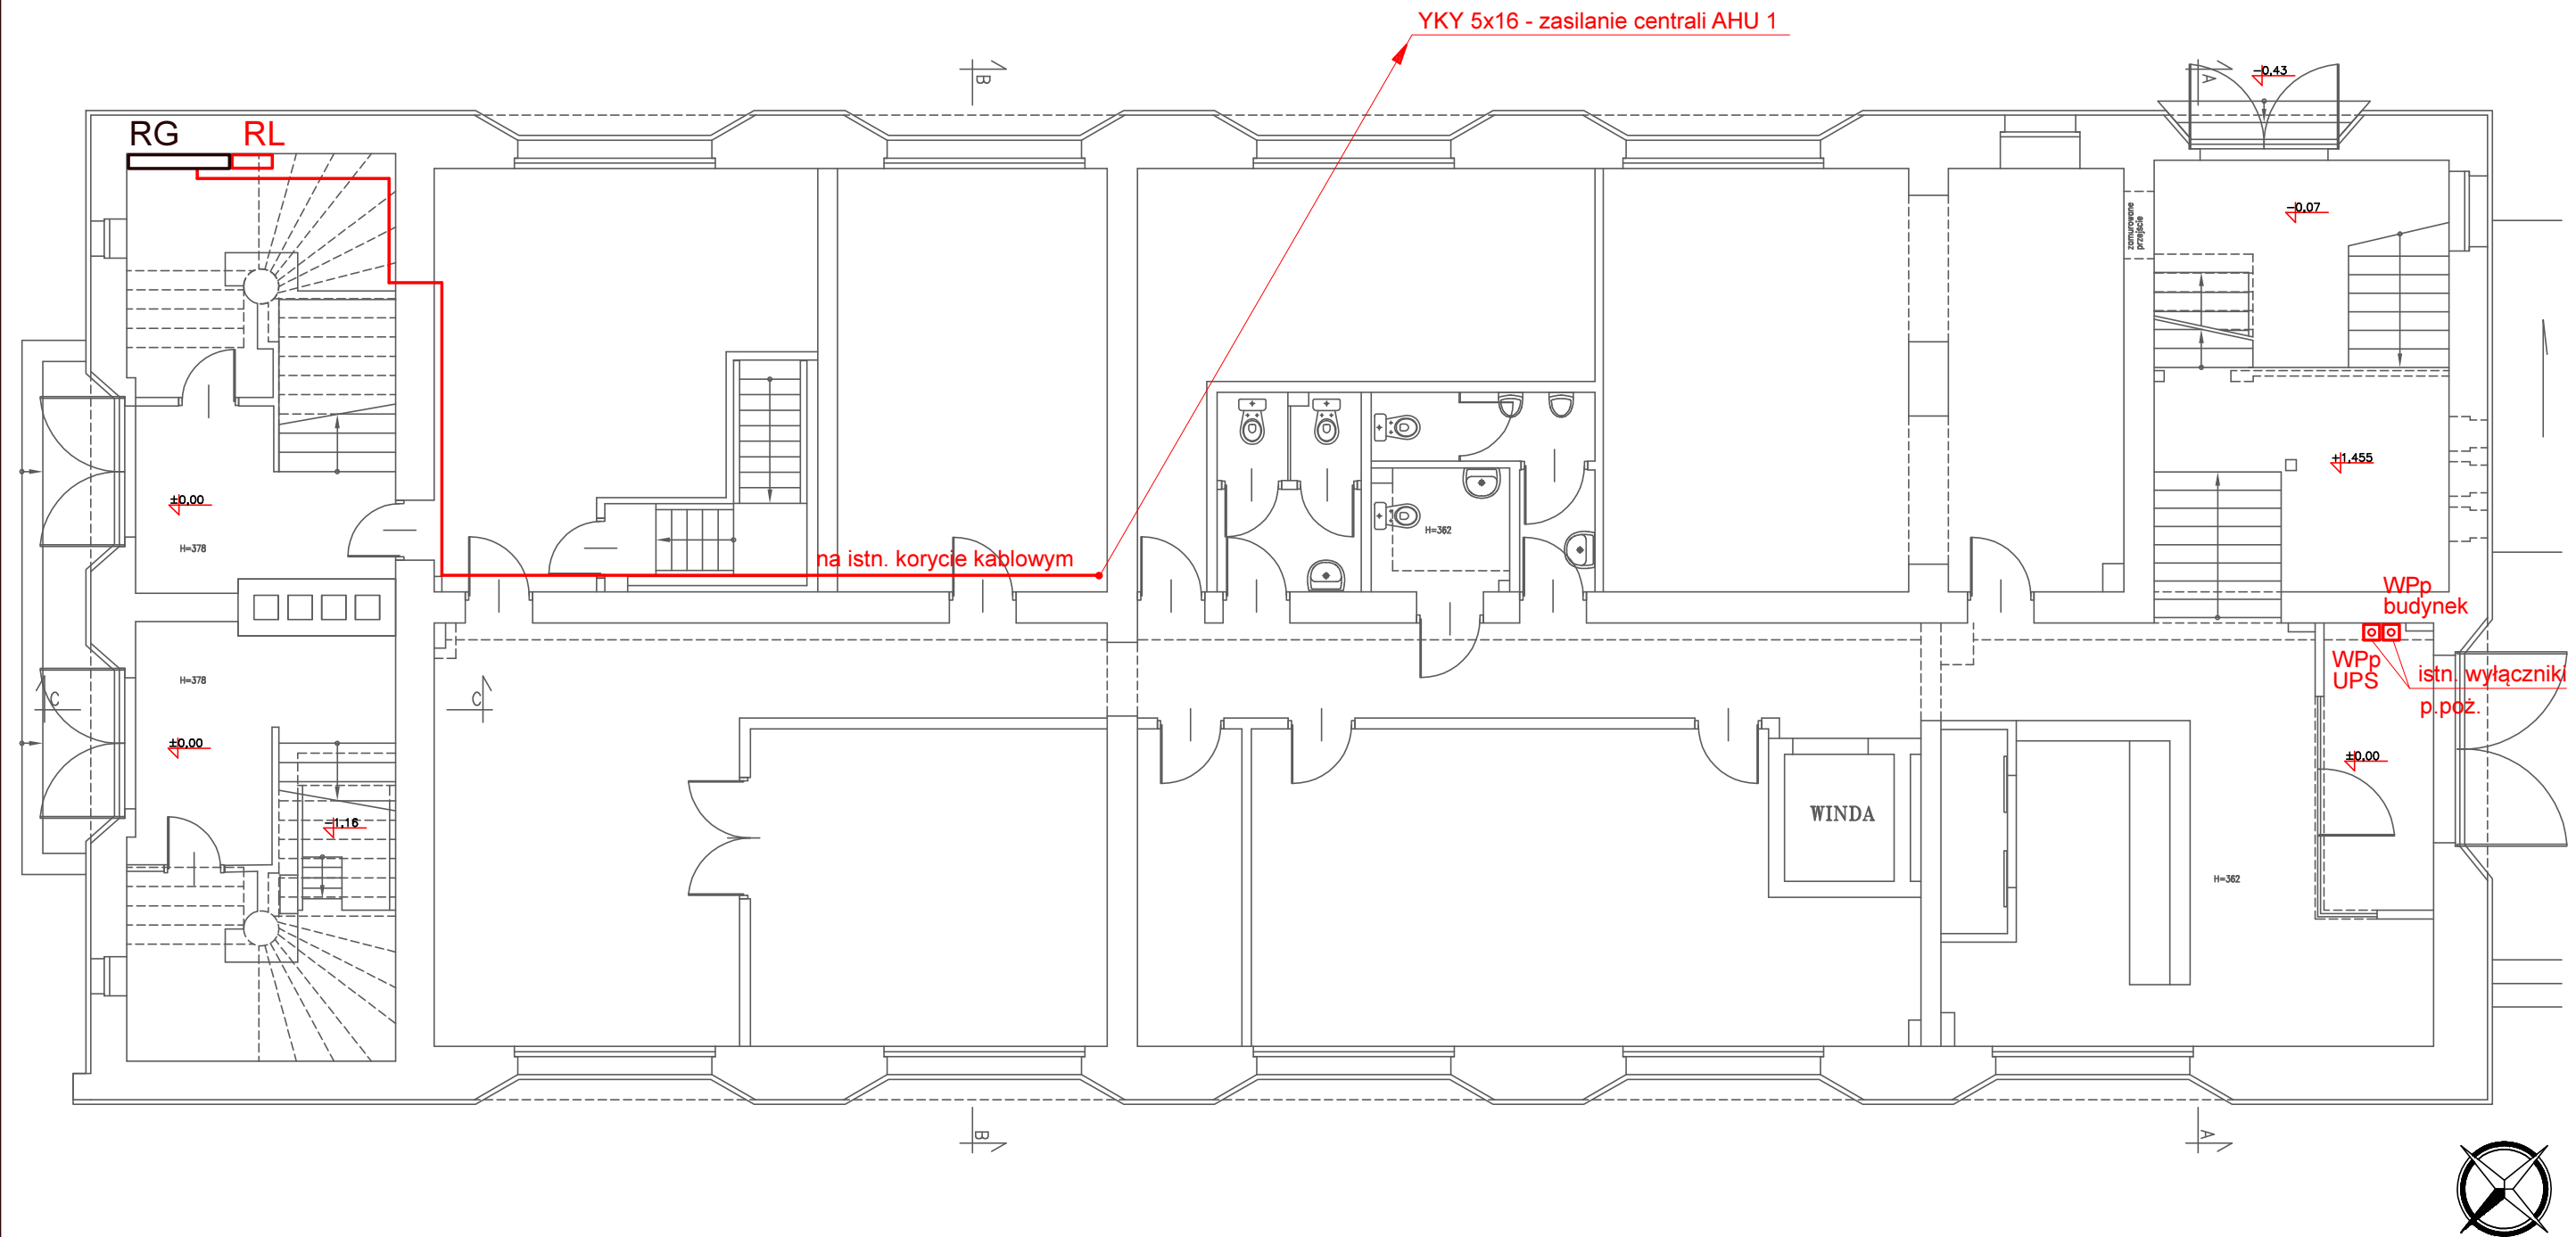 YKY 5x16 - zasilanie centrali AHU 1
B
A
-0,43
RG
RL
-0,07
zamurowane
przejście
+1,455
±0,00
H=378
H=362
na istn. korycie kablowym
WPp
budynek
WPp
UPS
istn. wyłączniki
p.poż.
H=378
C
C
±0,00
±0,00
-1,16
WINDA
H=362
B
A